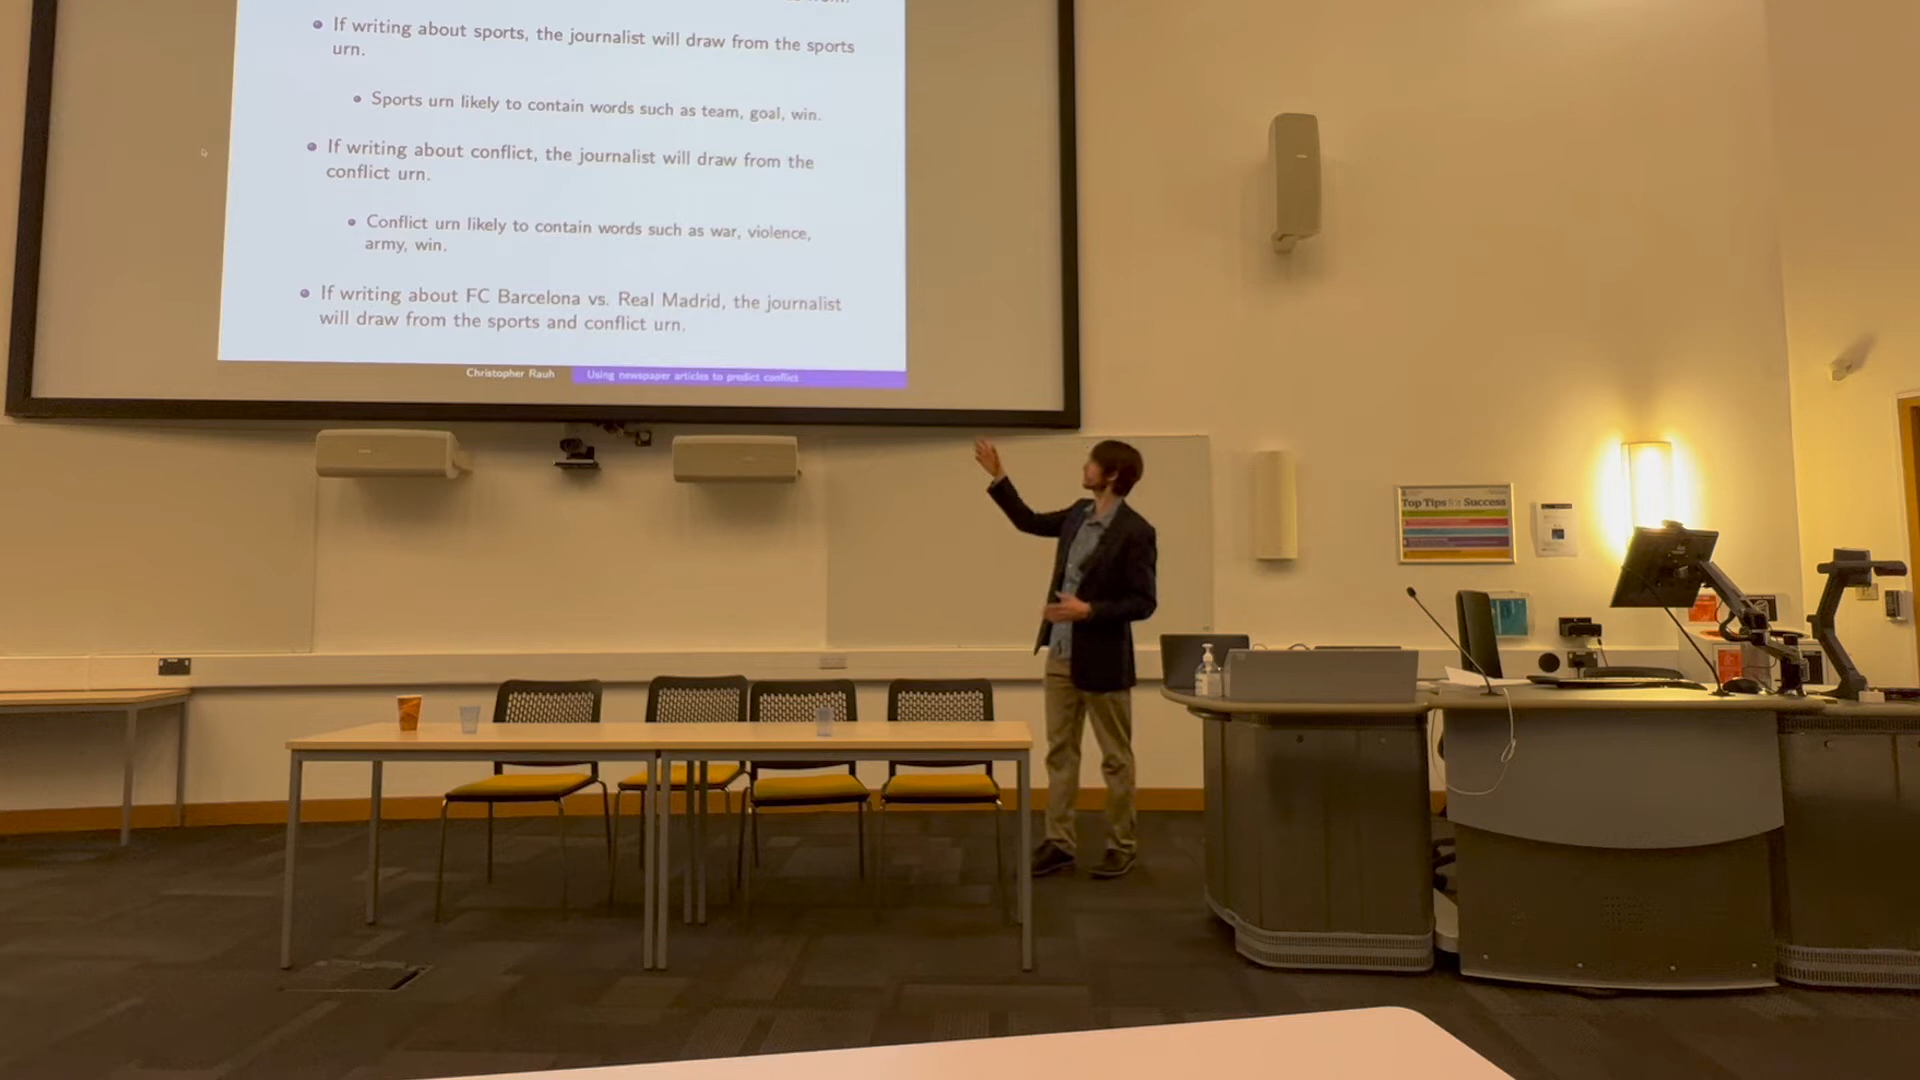 If writing about sports, the journalist will draw from the sports
urn.
Sports urn likely to contain words such as team, goal, win.
If writing about conflict, the journalist will draw from the
conflict urn.
Conflict urn likely to contain words such as war, violence,
army, win.
If writing about FC Barcelona vs. Real Madrid, the journalist
will draw from the sports and conflict urn.
Christopher Rauh
Using newspaper articles to predict conflict
Top Tips for Success